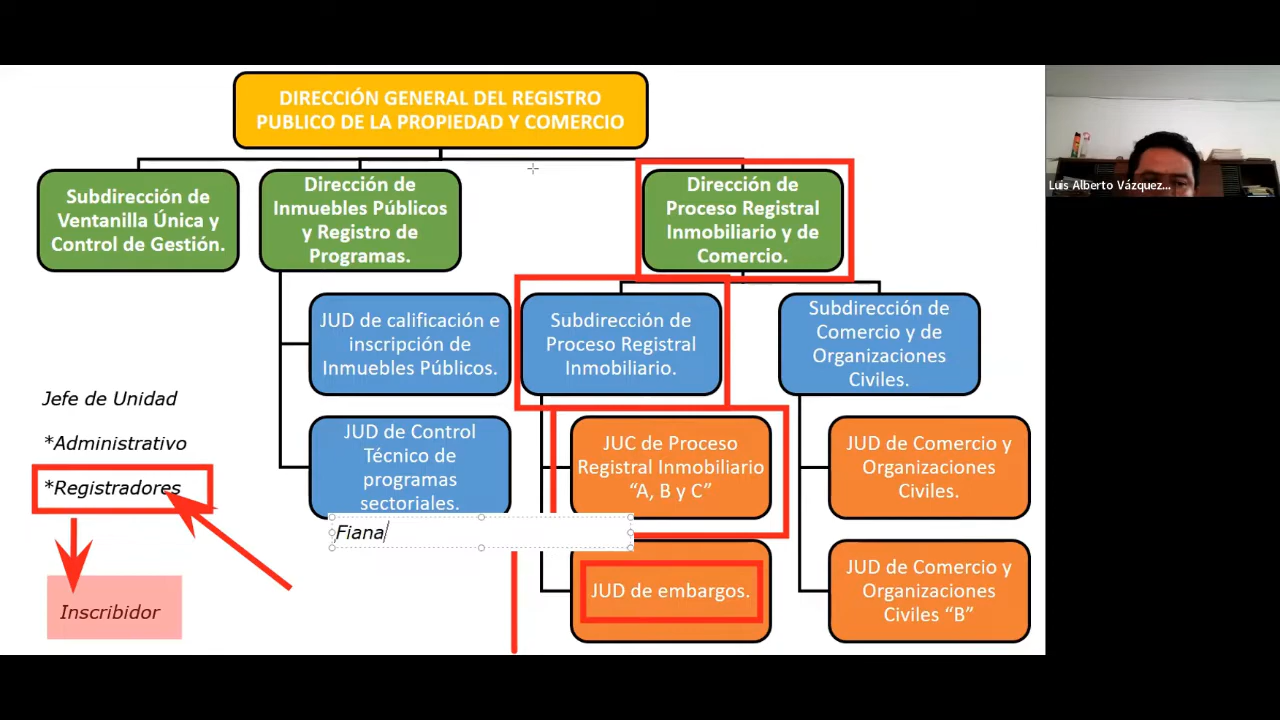 DIRECCIÓN GENERAL DEL REGISTRO
PUBLICO DE LA PROPIEDAD Y COMERCIO
Subdirección de
Ventanilla Única y
Control de Gestión.
Dirección de
Inmuebles Públicos
y Registro de
Programas.
Dirección de
Proceso Registral
Inmobiliario y de
Comercio.
JUD de calificación e
inscripción de
Inmuebles Públicos.
Subdirección de
Proceso Registral
Inmobiliario.
Subdirección de
Comercio y de
Organizaciones
Civiles.
JUD de Control
Técnico de
programas
sectoriales.
JUC de Proceso
Registral Inmobiliario
“A, B y C”
JUD de Comercio y
Organizaciones
Civiles.
JUD de embargos.
JUD de Comercio y
Organizaciones
Civiles “B”
Jefe de Unidad
*Administrativo
*Registradores
Inscribidor
Fiana
Luis Alberto Vázquez...